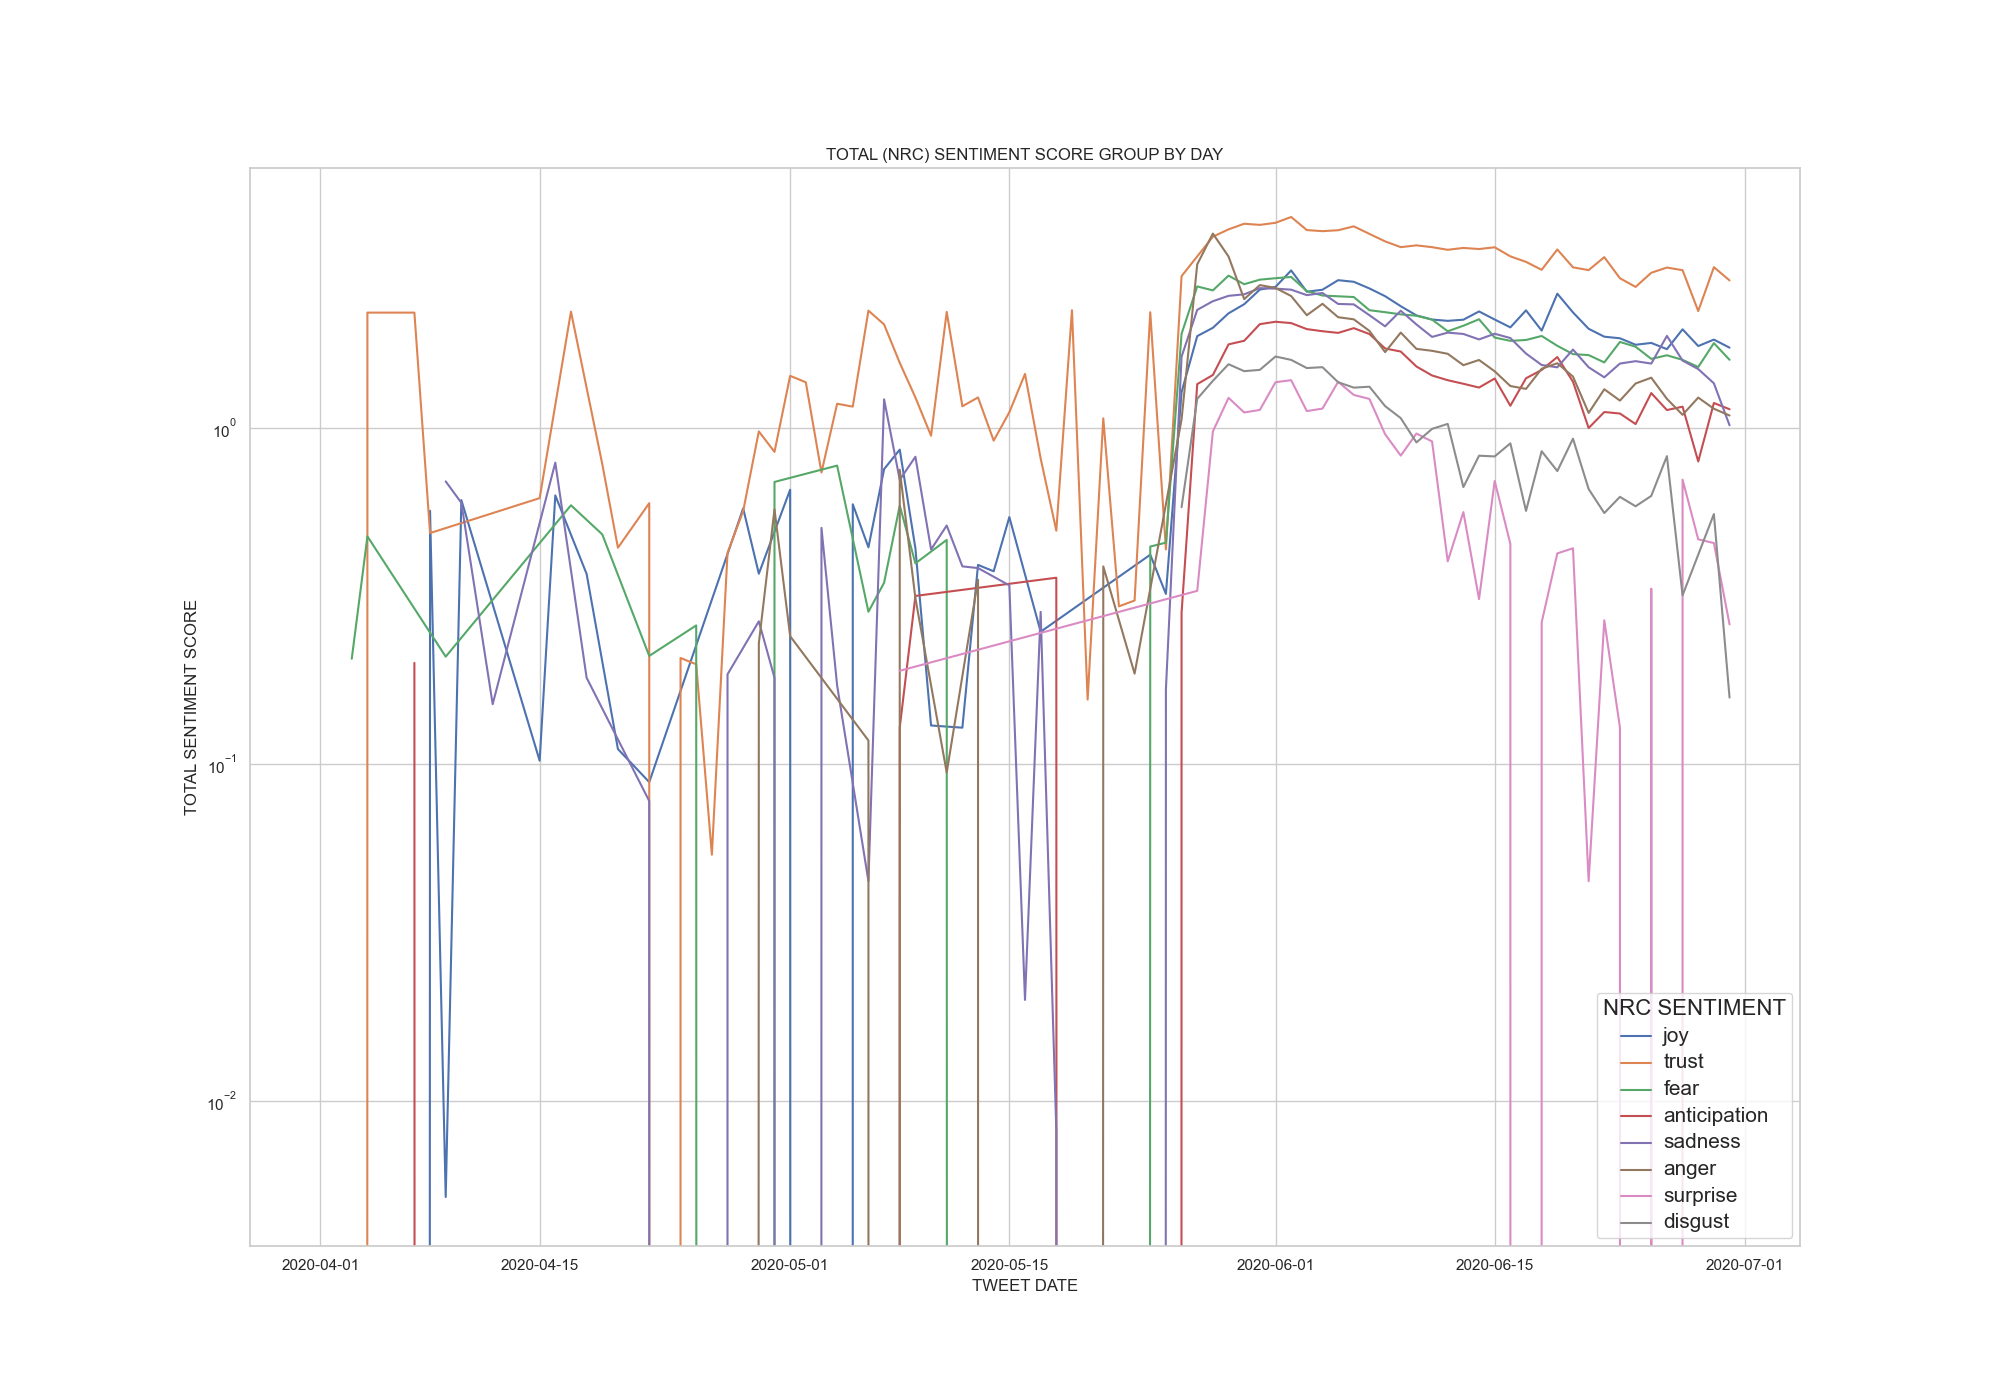 TOTAL (NRC) SENTIMENT SCORE GROUP BY DAY
TOTAL SENTIMENT SCORE
10⁰
10⁻¹
10⁻²
2020-04-01
2020-04-15
2020-05-01
2020-05-15
2020-06-01
2020-06-15
2020-07-01
TWEET DATE
NRC SENTIMENT
joy
trust
fear
anticipation
sadness
anger
surprise
disgust